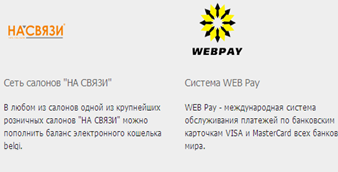 НА СВЯЗИ
WEBPAY
Сеть салонов "НА СВЯЗИ"
Система WEB Pay
В любом из салонов одной из крупнейших
розничных салонов "НА СВЯЗИ" можно
пополнить баланс электронного кошелька
belqi.
WEB Pay - международная система
обслуживания платежей по банковским
карточкам VISA и MasterCard всех банков
мира.